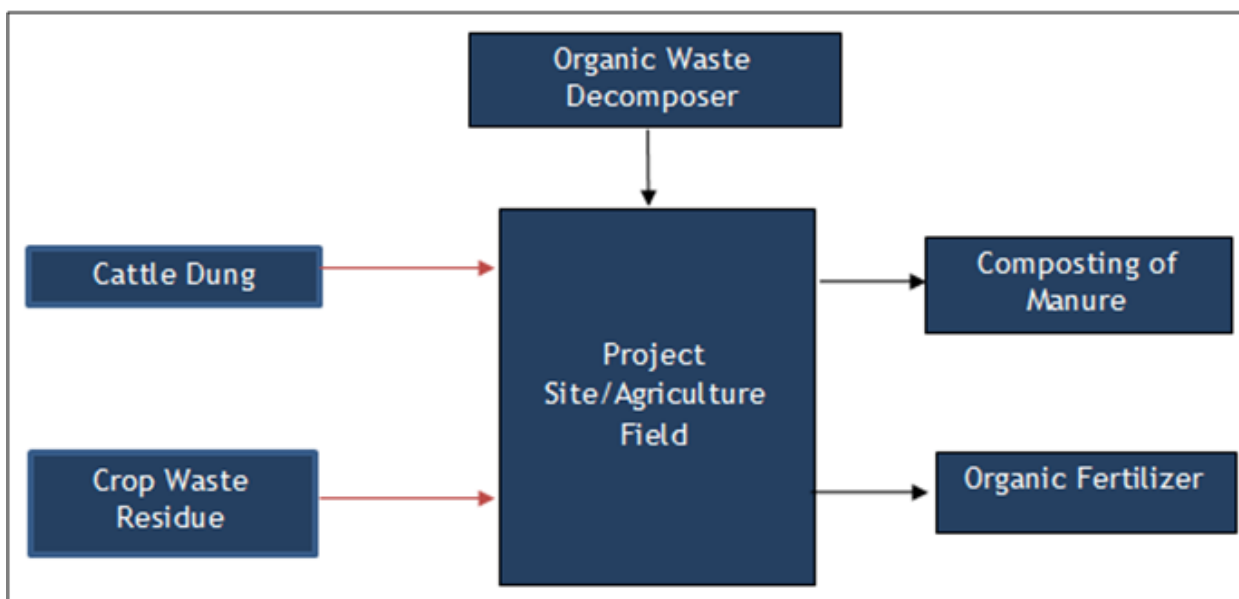 Organic Waste
Decomposer
Cattle Dung
Composting of
Manure
Project
Site/Agriculture
Field
Crop Waste
Residue
Organic Fertilizer